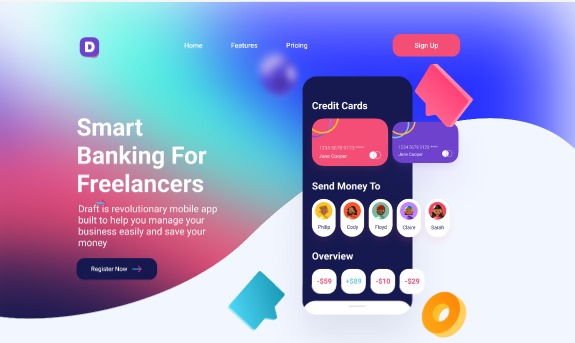 D
Home
Features
Pricing
Sign Up
Smart
Banking For
Freelancers
Draft is revolutionary mobile app
built to help you manage your
business easily and save your
money
Register Now
Credit Cards
1234 5678 9123 ****
Jane Cooper
1234 5678 9123 ****
Jane Cooper
Send Money To
Philip
Cody
Floyd
Claire
Sarah
Overview
-$59
+$89
-$10
-$29